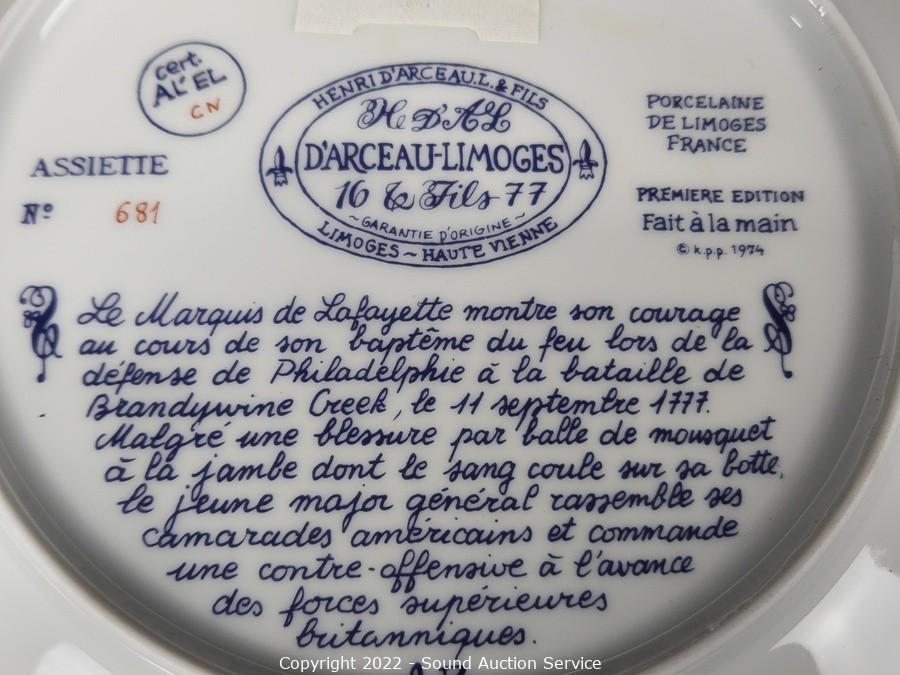 cert.
AL' EL
CN
ASSIETTE
Nº 681
HENRI D'ARCEAU.L. & FILS
H D'AL
D'ARCEAU-LIMOGES
16 & Fils 77
~ GARANTIE D'ORIGINE ~
LIMOGES ~ HAUTE VIENNE
PORCELAINE
DE LIMOGES
FRANCE
PREMIERE EDITION
Fait à la main
© k.p.p. 1974
Le Marquis de Lafayette montre son courage
au cours de son baptême du feu lors de la
défense de Philadelphie à la bataille de
Brandywine Creek, le 11 septembre 1777.
Malgré une blessure par balle de mousquet
à la jambe dont le sang coule sur sa botte,
le jeune major général rassemble ses
camarades américains et commande
une contre-offensive à l'avance
des forces supérieures
britanniques.
Copyright 2022 - Sound Auction Service